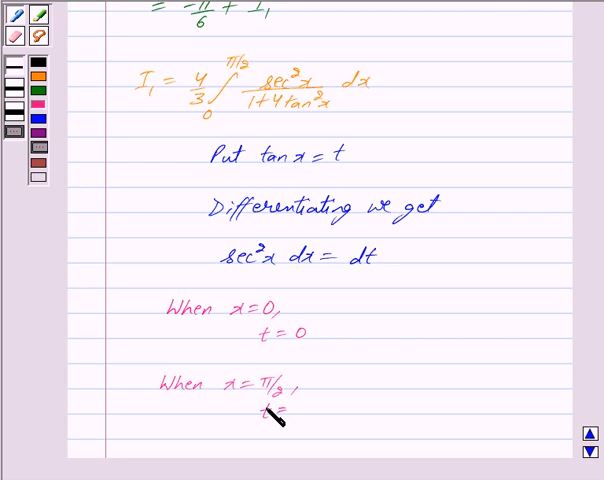 = -π/6 + I₁
I₁ = 4/3 ∫₀^π/2 sec²x / 1+4tan²x dx
Put tan x = t
Differentiating we get
sec²x dx = dt
When x = 0,
t = 0
When x = π/2,
t =